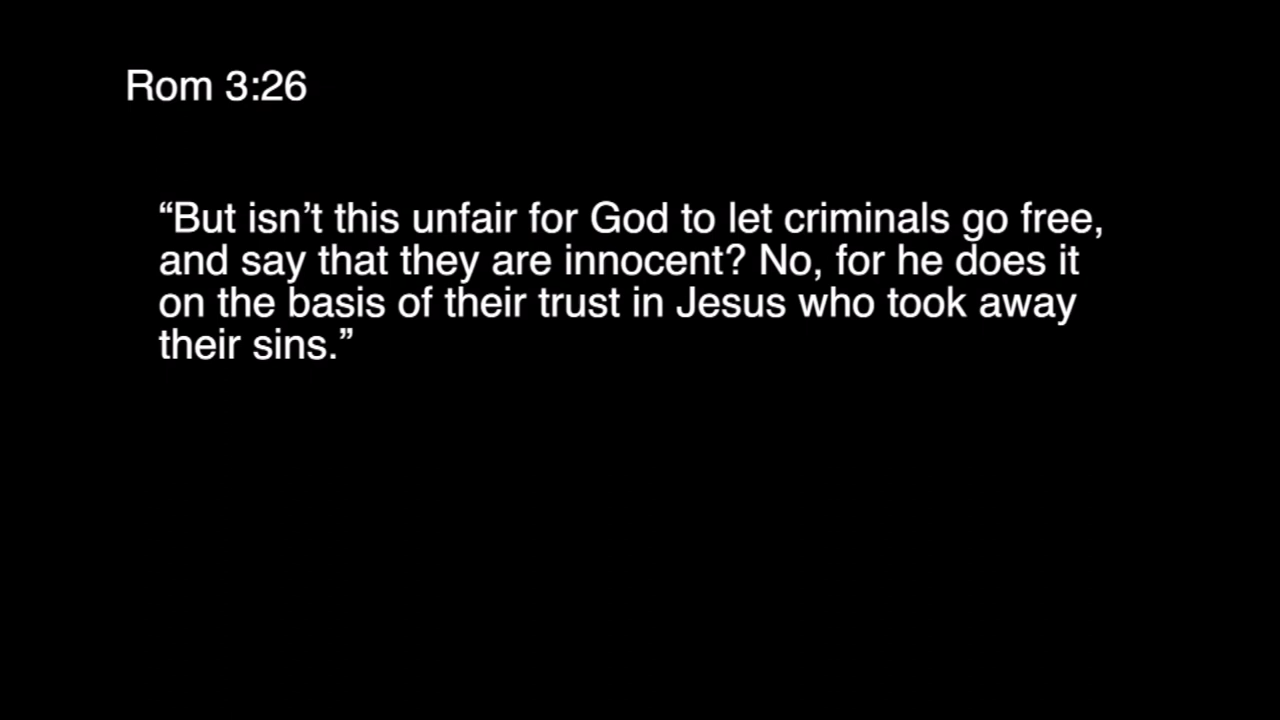 Rom 3:26
“But isn’t this unfair for God to let criminals go free,
and say that they are innocent? No, for he does it
on the basis of their trust in Jesus who took away
their sins.”